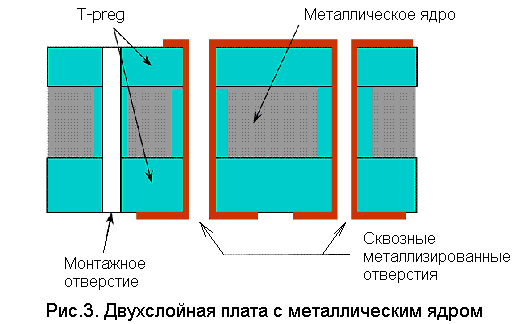 T-preg
Металлическое ядро
Монтажное
отверстие
Сквозные
металлизированные
отверстия
Рис.3. Двухслойная плата с металлическим ядром